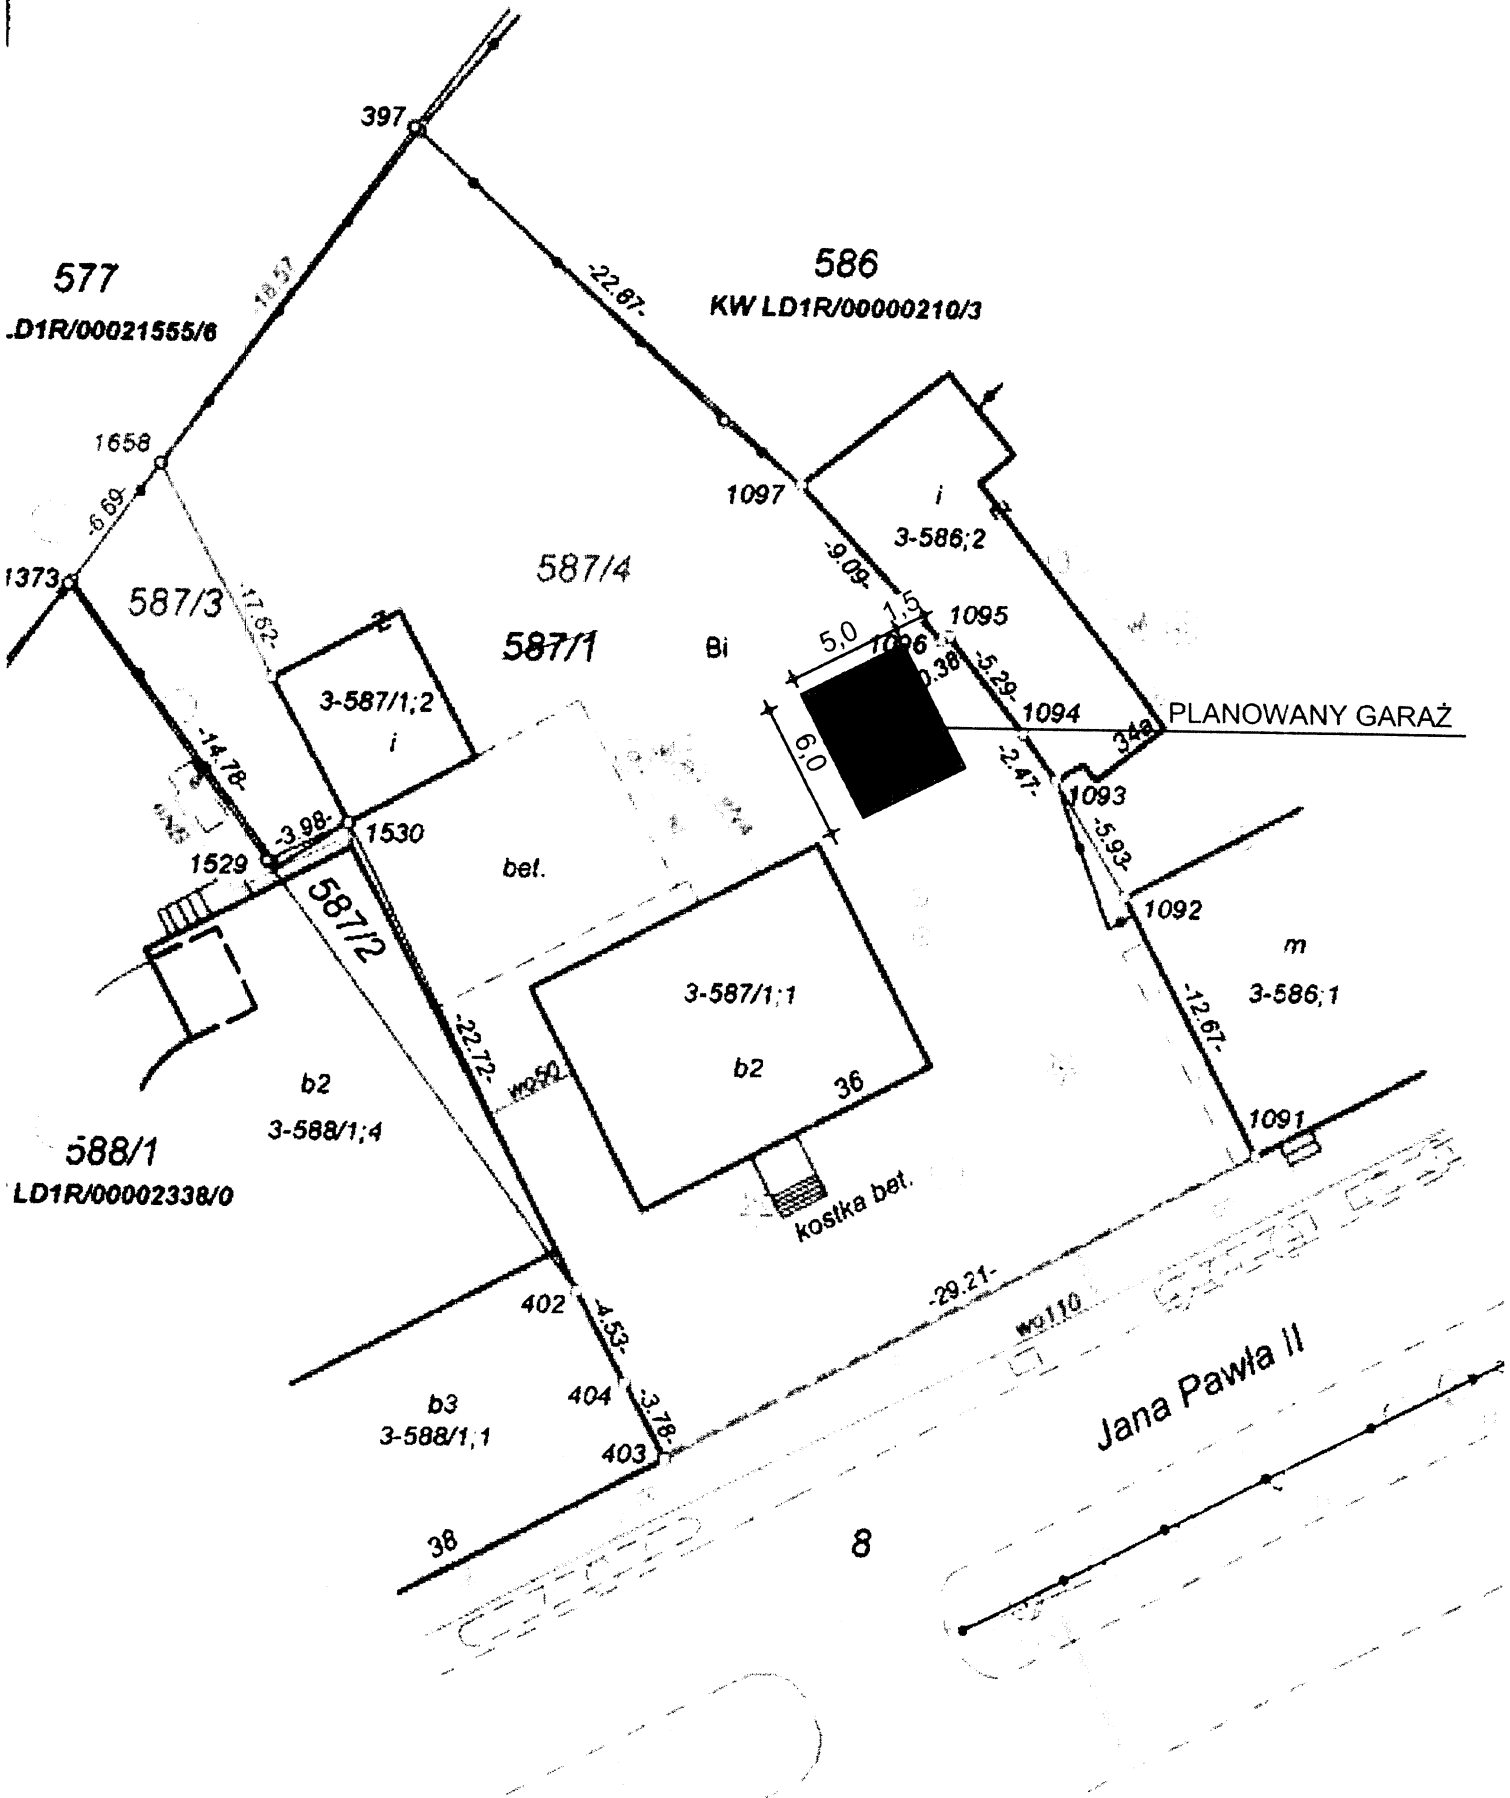 397
577
.D1R/00021555/6
-18.57
-22.87-
586
KW LD1R/00000210/3
1658
-6.69-
1373
587/3
-17.62-
587/4
587/1
Bi
1097
i
3-586;2
-9.09-
1,5
5,0
1095
1096
0.38-
-5.29-
1094
PLANOWANY GARAŻ
34a
6,0
-2.47-
1093
-5.93-
1092
3-587/1;2
i
-14.78-
-3.98-
1530
1529
587/2
bet.
m
3-586;1
-12.67-
3-587/1;1
b2
36
-22.72-
wo50
b2
3-588/1;4
588/1
LD1R/00002338/0
1091
kostka bet.
-29.21-
wo110
402
-4.53-
404
-3.78-
403
b3
3-588/1;1
38
Jana Pawła II
8